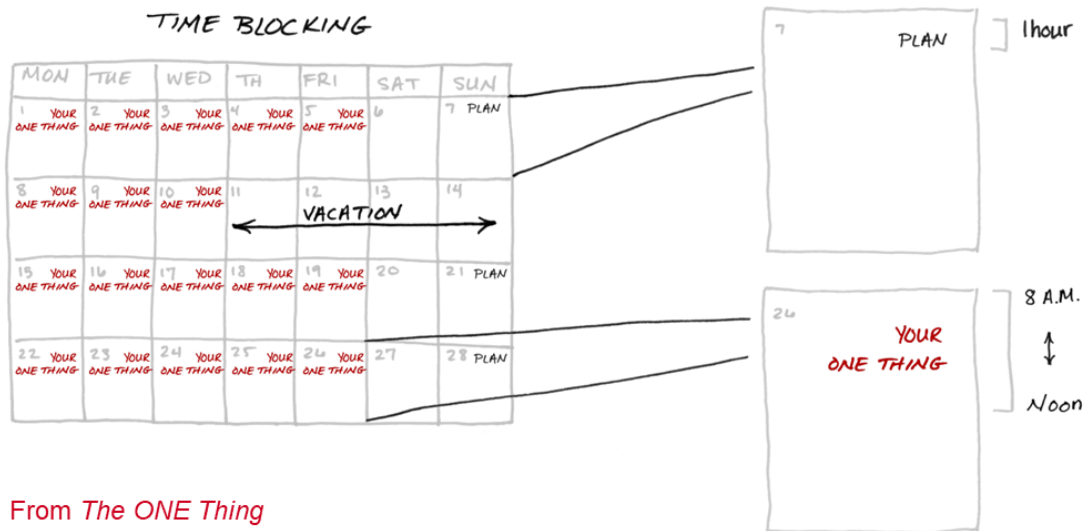 TIME BLOCKING
MON TUE WED TH FRI SAT SUN
1 YOUR 2 YOUR 3 YOUR 4 YOUR 5 YOUR 6 7 PLAN
ONE THING ONE THING ONE THING ONE THING ONE THING
8 YOUR 9 YOUR 10 YOUR 11 12 13 14
ONE THING ONE THING ONE THING
VACATION
15 YOUR 16 YOUR 17 YOUR 18 YOUR 19 YOUR 20 21 PLAN
ONE THING ONE THING ONE THING ONE THING ONE THING
22 YOUR 23 YOUR 24 YOUR 25 YOUR 26 YOUR 27 28 PLAN
ONE THING ONE THING ONE THING ONE THING ONE THING
7 PLAN
1 hour
26
YOUR
ONE THING
8 A.M.
Noon
From The ONE Thing